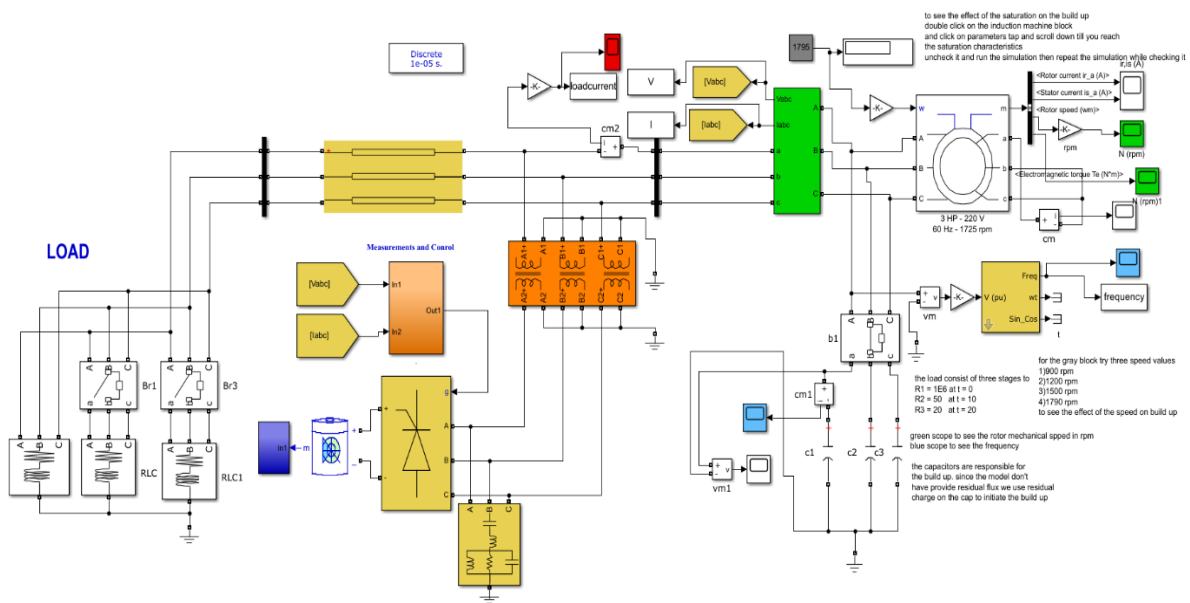 to see the effect of the saturation on the build up
double click on the induction machine block
and click on parameters tap and scroll down till you reach
the saturation characteristics
uncheck it and run the simulation then repeat the simulation while checking it
Discrete
1e-05 s.
1795
-K-
loadcurrent
V
I
[Vabc]
[Iabc]
cm2
Vabc
Iabc
A
B
C
a
b
c
-K-
w
m
A
B
C
a
b
c
3 HP - 220 V
60 Hz - 1725 rpm
ir,is (A)
<Rotor current ir_a (A)>
<Stator current is_a (A)>
<Rotor speed (wm)>
-K-
rpm
N (rpm)
<Electromagnetic torque Te (N*m)>
N (rpm)1
cm
LOAD
Measurements and Conrol
[Vabc]
[Iabc]
In1
In2
Out1
A1+
A1
B1+
B1
C1+
C1
A2+
A2
B2+
B2
C2+
C2
vm
-K-
V (pu)
Freq
wt
Sin_Cos
frequency
t
b1
A
B
C
a
b
c
A
B
C
a
b
c
Br1
A
B
C
a
b
c
Br3
A
B
C
A
B
C
RLC
A
B
C
RLC1
In1
m
g
A
B
C
A
B
C
the load consist of three stages to
R1 = 1E6 at t = 0
R2 = 50 at t = 10
R3 = 20 at t = 20
for the gray block try three speed values
1)900 rpm
2)1200 rpm
3)1500 rpm
4)1790 rpm
to see the effect of the speed on build up
cm1
vm1
c1
c2
c3
green scope to see the rotor mechanical spped in rpm
blue scope to see the frequency
the capacitors are responsible for
the build up. since the model don't
have provide residual flux we use residual
charge on the cap to initiate the build up